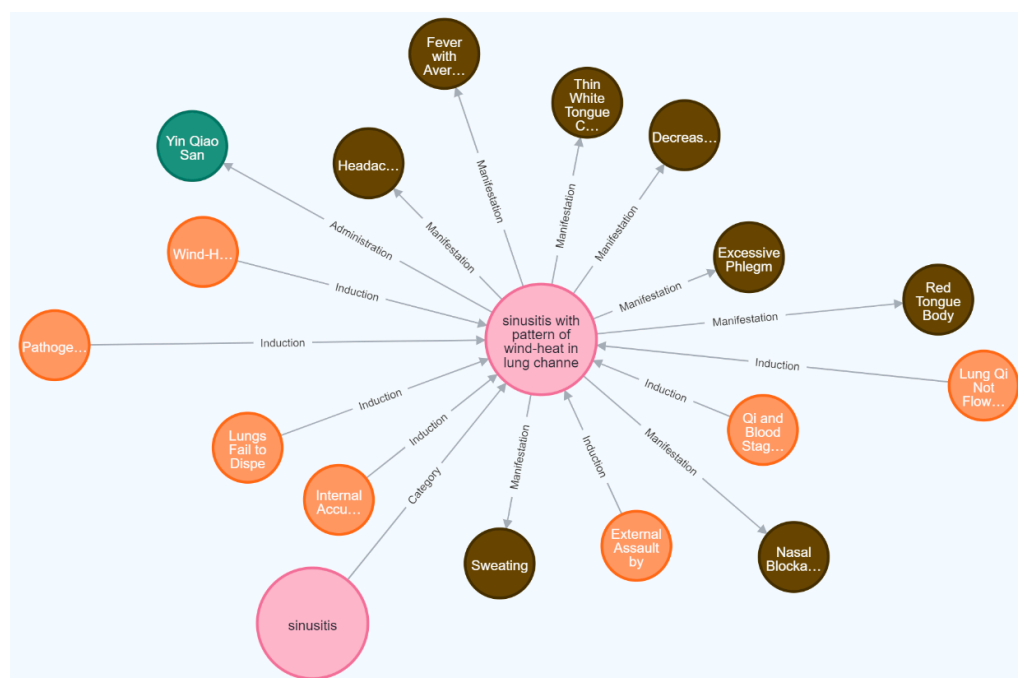 Fever
with
Aver…
Thin
White
Tongue
C…
Decreas…
Yin Qiao
San
Headac…
Manifestation
Manifestation
Manifestation
Administration
Manifestation
Wind-H…
Excessive
Phlegm
Induction
Manifestation
Red
Tongue
Body
Pathoge…
Induction
sinusitis with
pattern of
wind-heat in
lung channe
Manifestation
Induction
Lung Qi
Not
Flow…
Induction
Induction
Qi and
Blood
Stag…
Lungs
Fail to
Dispe
Induction
Manifestation
Category
Manifestation
Induction
Internal
Accu…
Sweating
External
Assault
by
Nasal
Blocka…
sinusitis